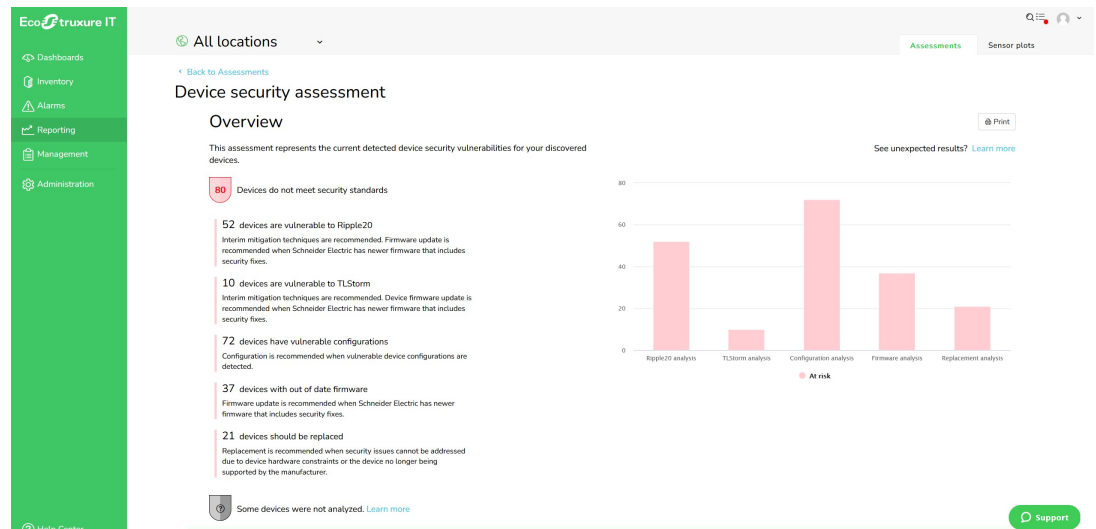 EcoStruxure IT
All locations
Assessments
Sensor plots
Dashboards
Inventory
Alarms
Reporting
Management
Administration
Help Center
Back to Assessments
Device security assessment
Overview
Print
This assessment represents the current detected device security vulnerabilities for your discovered
devices.
See unexpected results? Learn more
80 Devices do not meet security standards
52 devices are vulnerable to Ripple20
Interim mitigation techniques are recommended. Firmware update is
recommended when Schneider Electric has newer firmware that includes
security fixes.
10 devices are vulnerable to TLStorm
Interim mitigation techniques are recommended. Device firmware update is
recommended when Schneider Electric has newer firmware that includes
security fixes.
72 devices have vulnerable configurations
Configuration is recommended when vulnerable device configurations are
detected.
37 devices with out of date firmware
Firmware update is recommended when Schneider Electric has newer
firmware that includes security fixes.
21 devices should be replaced
Replacement is recommended when security issues cannot be addressed
due to device hardware constraints or the device no longer being
supported by the manufacturer.
? Some devices were not analyzed. Learn more
80
60
40
20
0
Ripple20 analysis
TLStorm analysis
Configuration analysis
Firmware analysis
Replacement analysis
At risk
Support